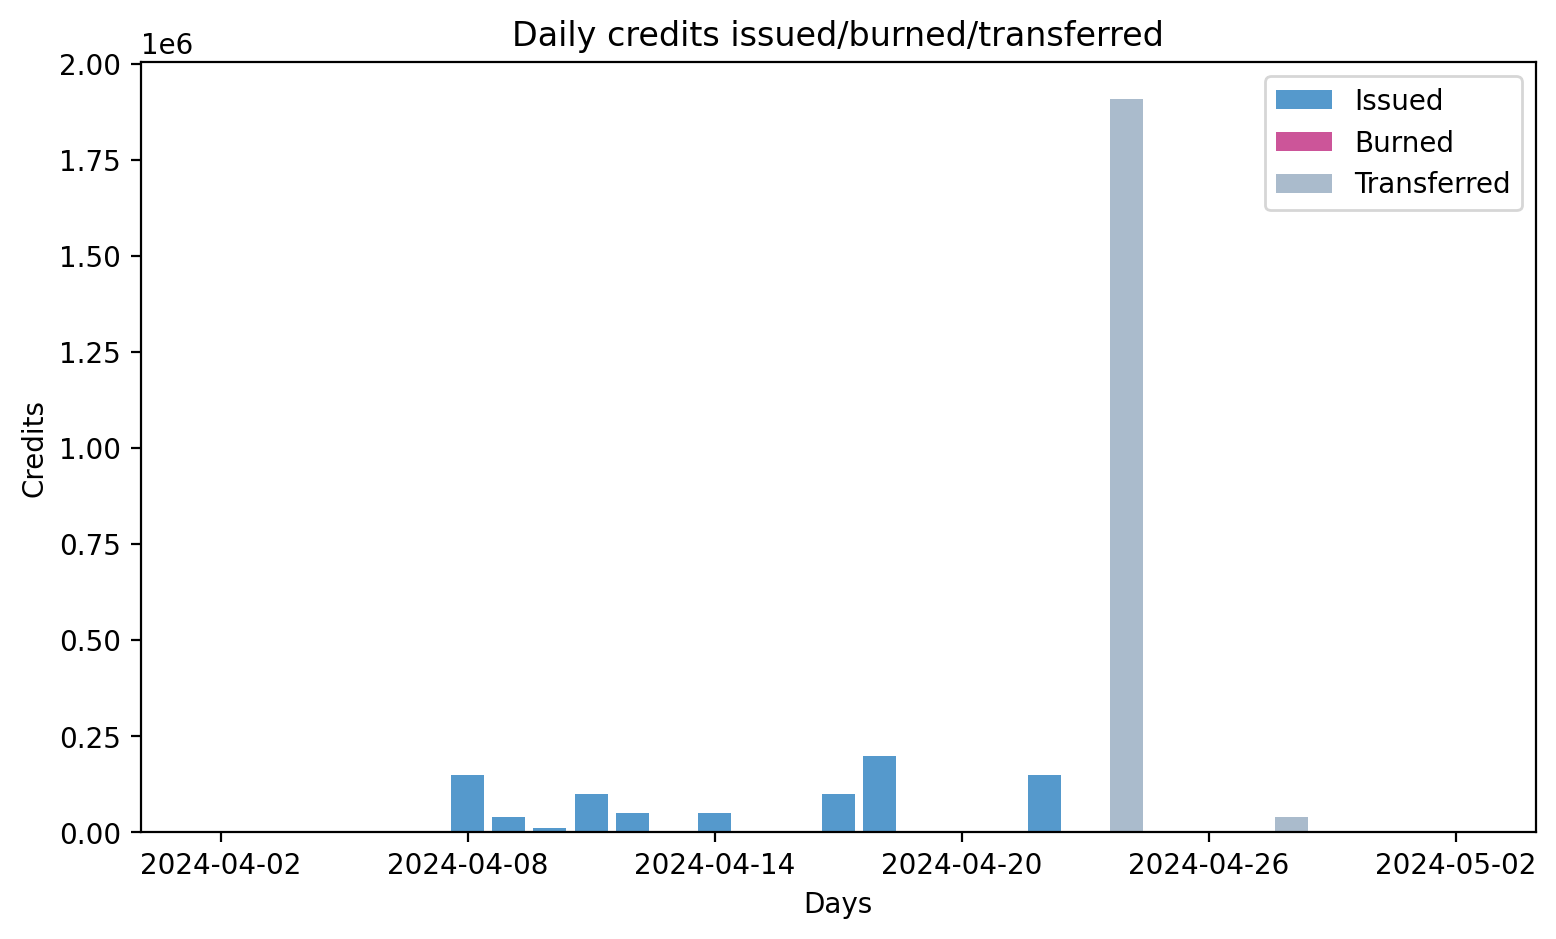 Daily credits issued/burned/transferred
1e6
2.00
1.75
1.50
1.25
1.00
0.75
0.50
0.25
0.00
Credits
Issued
Burned
Transferred
2024-04-02 2024-04-08 2024-04-14 2024-04-20 2024-04-26 2024-05-02
Days